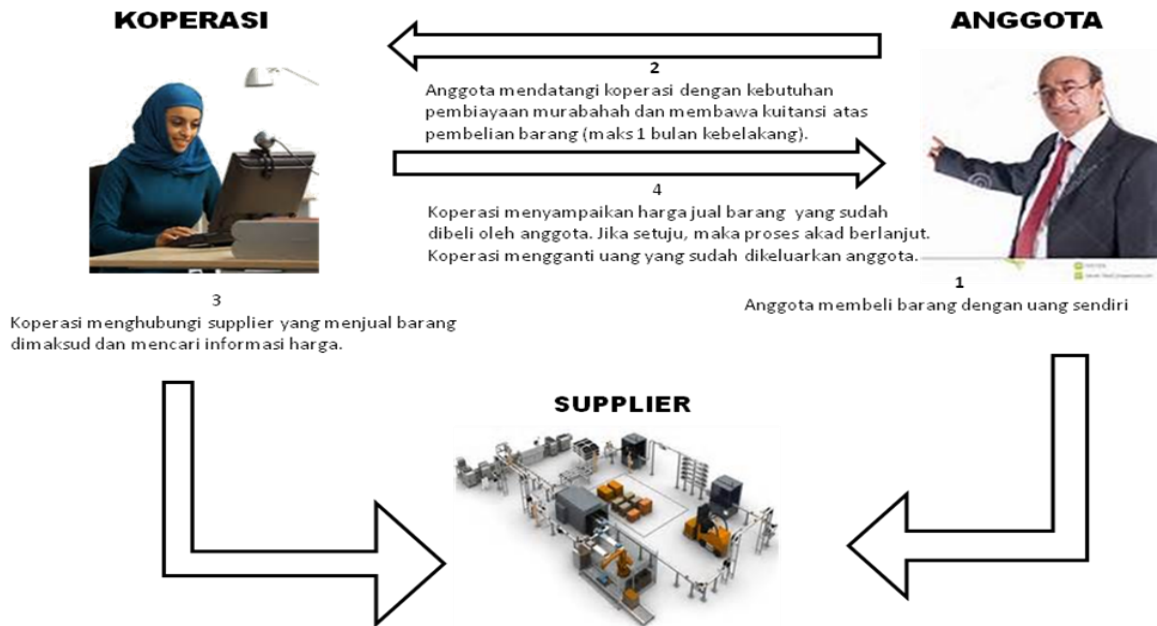 KOPERASI
ANGGOTA
2
Anggota mendatangi koperasi dengan kebutuhan
pembiayaan murabahah dan membawa kuitansi atas
pembelian barang (maks 1 bulan kebelakang).
4
Koperasi menyampaikan harga jual barang yang sudah
dibeli oleh anggota. Jika setuju, maka proses akad berlanjut.
Koperasi mengganti uang yang sudah dikeluarkan anggota.
1
Anggota membeli barang dengan uang sendiri
3
Koperasi menghubungi supplier yang menjual barang
dimaksud dan mencari informasi harga.
SUPPLIER